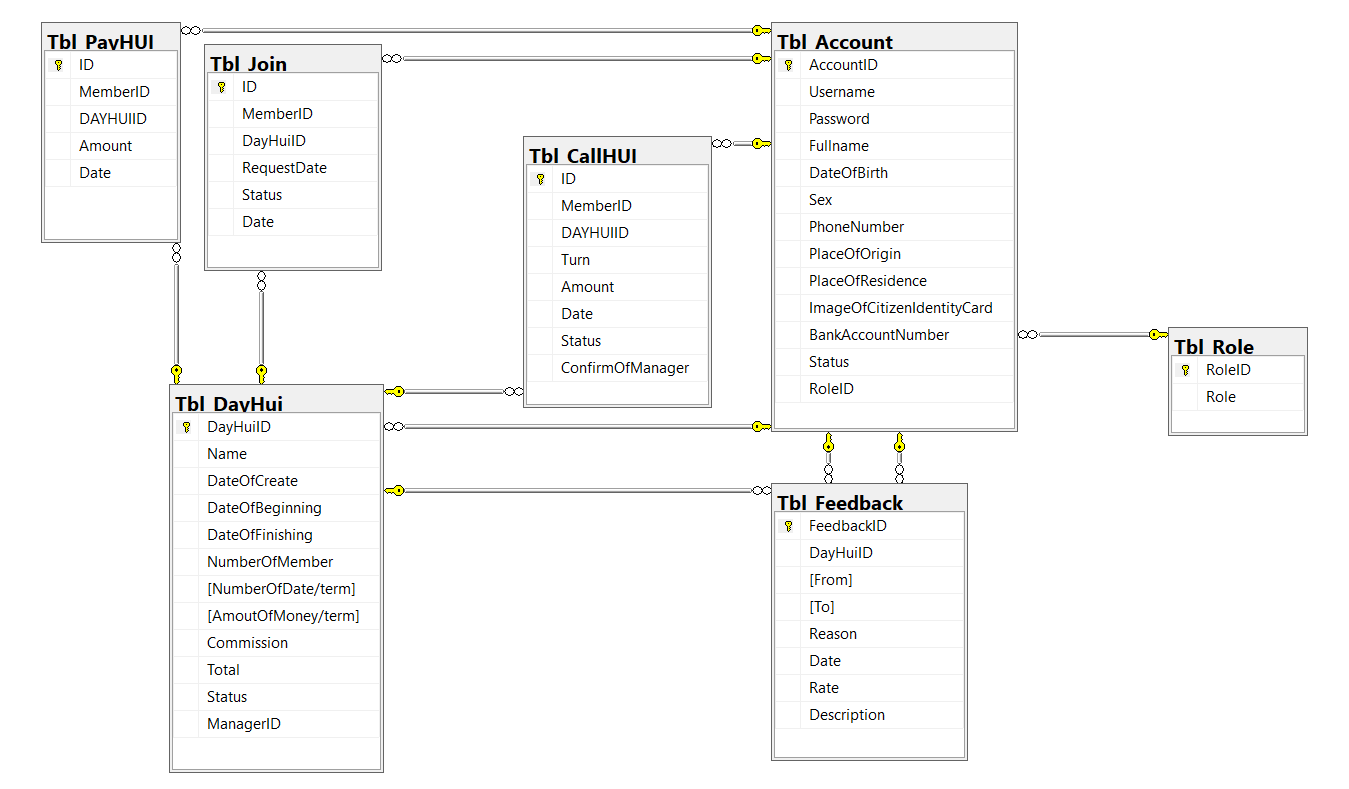 Tbl_PayHUI
ID
MemberID
DAYHUIID
Amount
Date
Tbl_Join
ID
MemberID
DayHuiID
RequestDate
Status
Date
Tbl_CallHUI
ID
MemberID
DAYHUIID
Turn
Amount
Date
Status
ConfirmOfManager
Tbl_Account
AccountID
Username
Password
Fullname
DateOfBirth
Sex
PhoneNumber
PlaceOfOrigin
PlaceOfResidence
ImageOfCitizenIdentityCard
BankAccountNumber
Status
RoleID
Tbl_Role
RoleID
Role
Tbl_DayHui
DayHuiID
Name
DateOfCreate
DateOfBeginning
DateOfFinishing
NumberOfMember
[NumberOfDate/term]
[AmoutOfMoney/term]
Commission
Total
Status
ManagerID
Tbl_Feedback
FeedbackID
DayHuiID
[From]
[To]
Reason
Date
Rate
Description